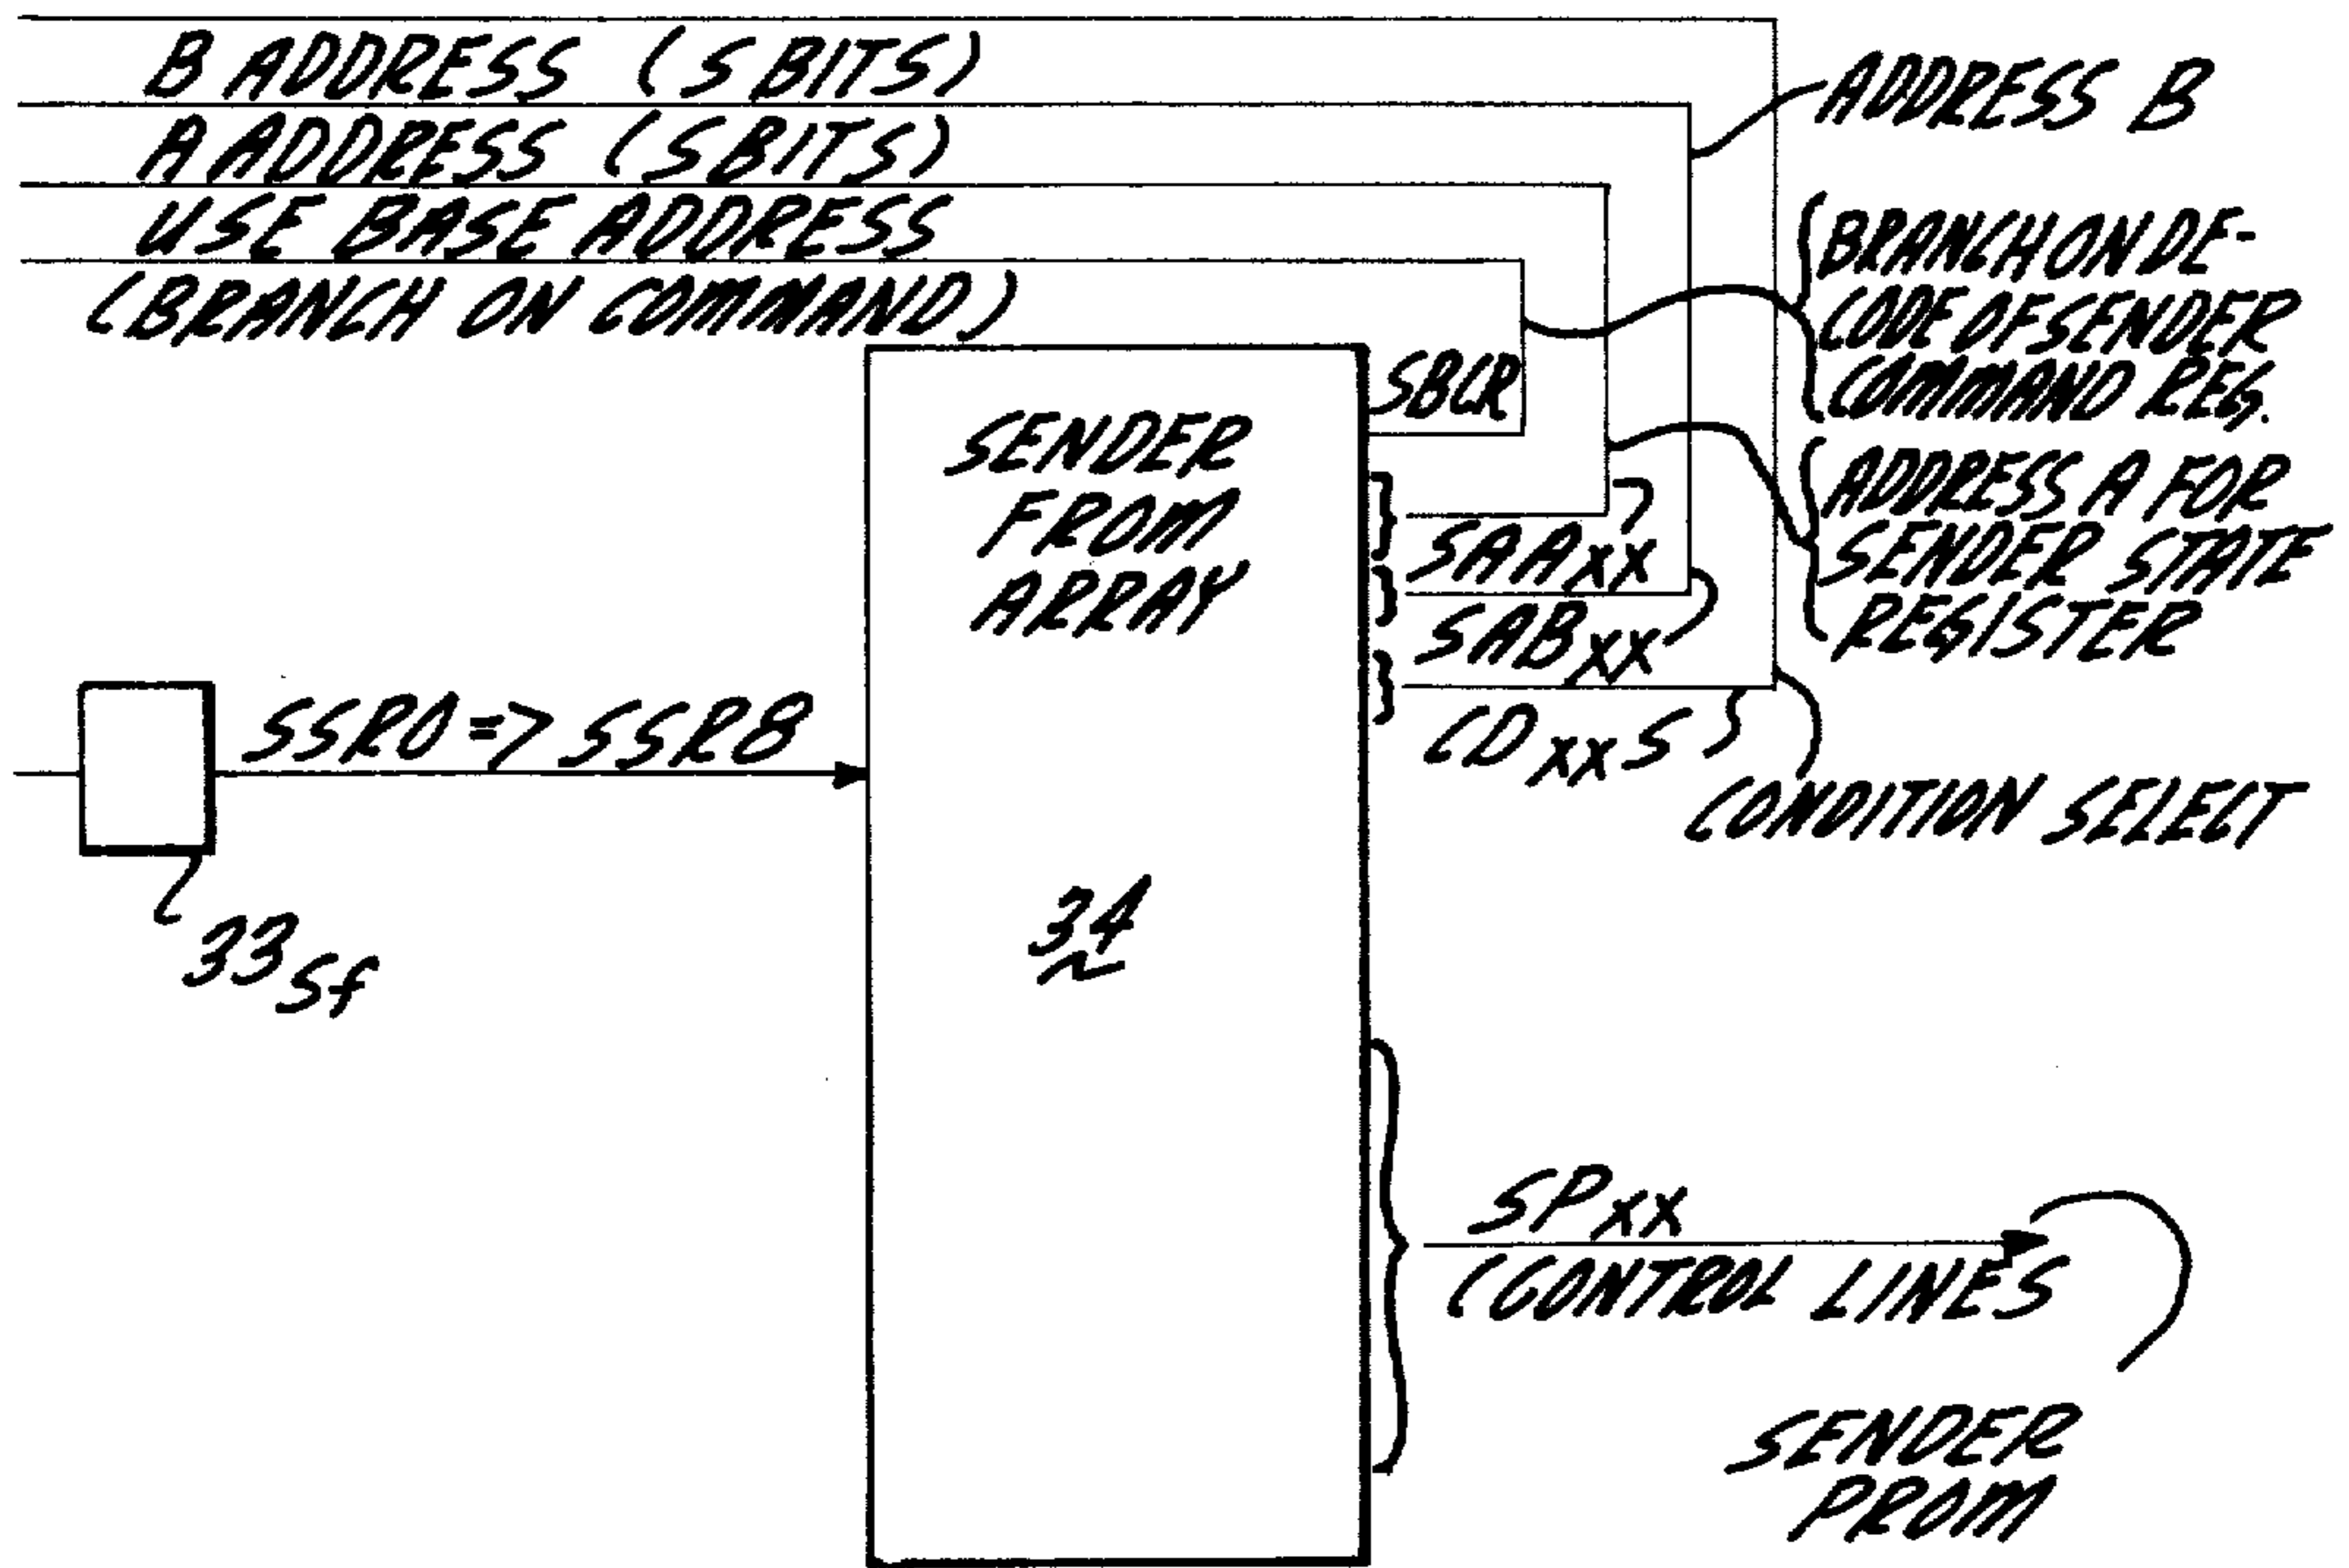 B ADDRESS (5 BITS)
A ADDRESS (5 BITS)
USE BASE ADDRESS
(BRANCH ON COMMAND)
ADDRESS B
BRANCH ON DE-
CODE OF SENDER
COMMAND REG.
ADDRESS A FOR
SENDER STATE
REGISTER
SBCR
SENDER
FROM
ARRAY
34
SAAxx
SABxx
CDxxS
CONDITION SELECT
SSR0=>SSR8
33sf
SPxx
(CONTROL LINES
SENDER
PROM